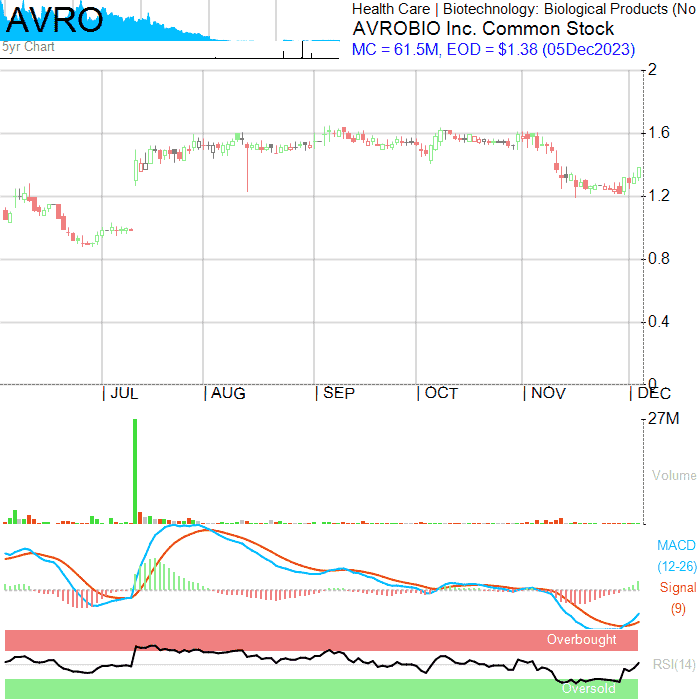 AVRO
5yr Chart
Health Care | Biotechnology: Biological Products (No
AVROBIO Inc. Common Stock
MC = 61.5M, EOD = $1.38 (05Dec2023)
2
1.6
1.2
0.8
0.4
0
| JUL | AUG | SEP | OCT | NOV | DEC
27M
Volume
MACD
(12-26)
Signal
(9)
Overbought
RSI(14)
Oversold